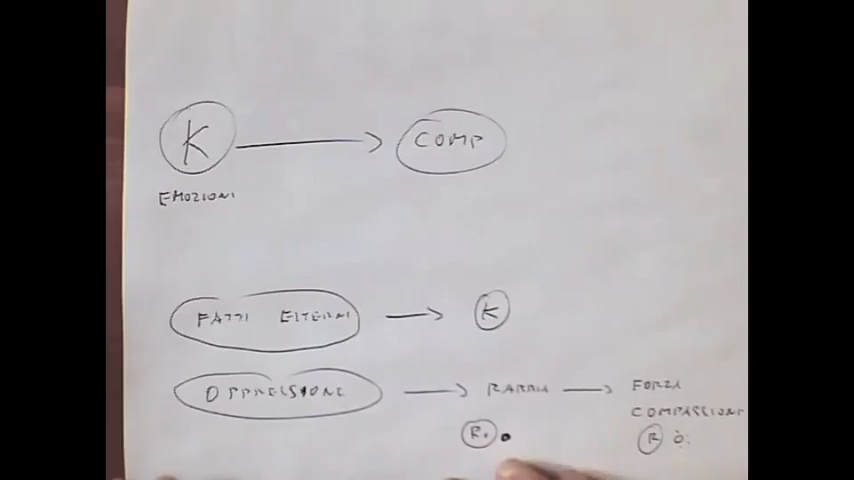 K → COMP
EMOZIONI
FATTI ESTERNI → K
OPPRESSIONE → RABBIA → FORZA
COMPASSIONE
R. R